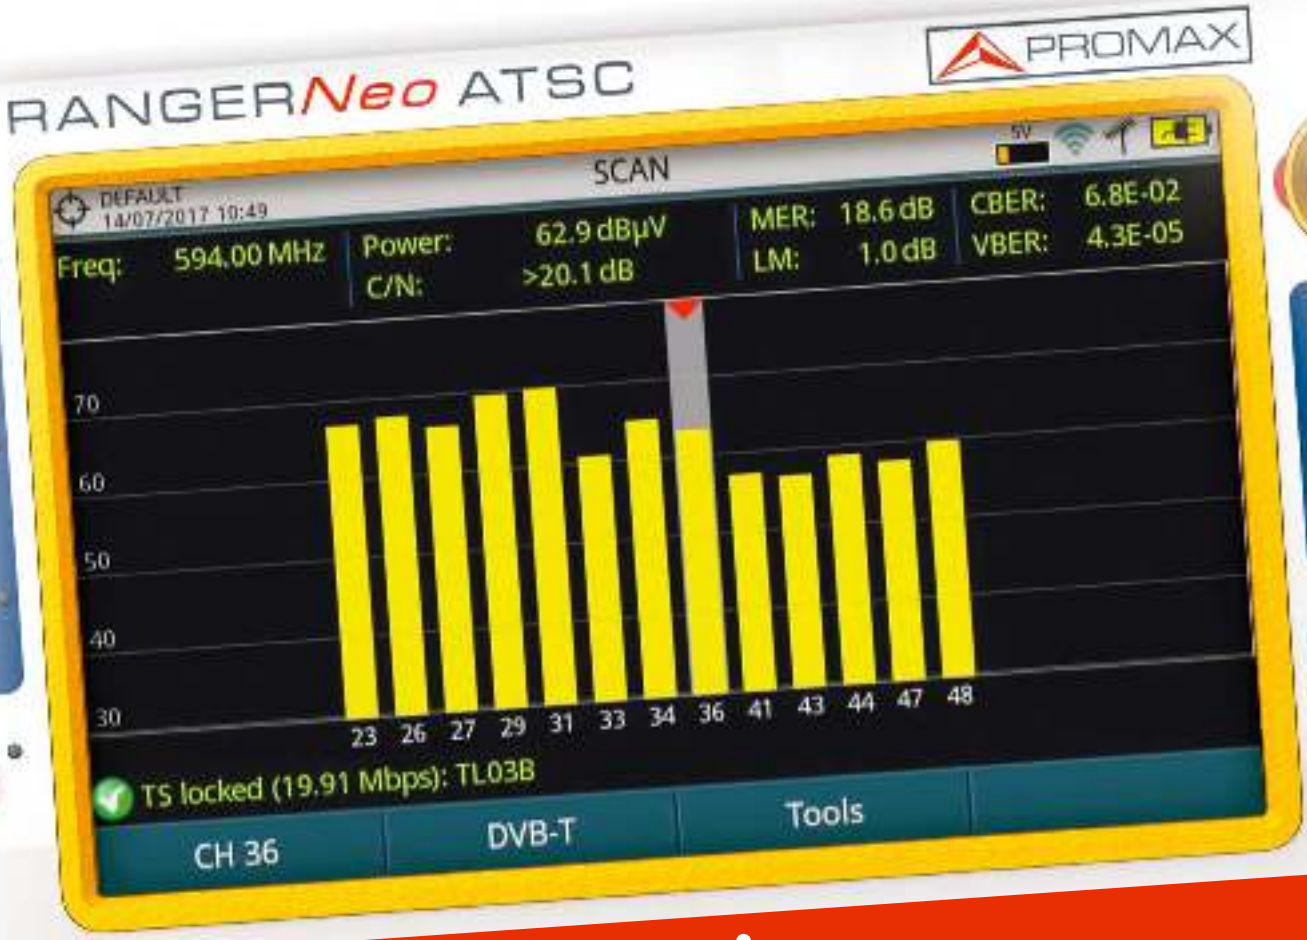 RANGERNeo ATSC
PROMAX
DEFAULT
14/07/2017 10:49
SCAN
5V
Freq: 594.00 MHz
Power: 62.9 dBµV
C/N: >20.1 dB
MER: 18.6 dB
LM: 1.0 dB
CBER: 6.8E-02
VBER: 4.3E-05
70
60
50
40
30
23 26 27 29 31 33 34 36 41 43 44 47 48
TS locked (19.91 Mbps): TL03B
CH 36 DVB-T Tools